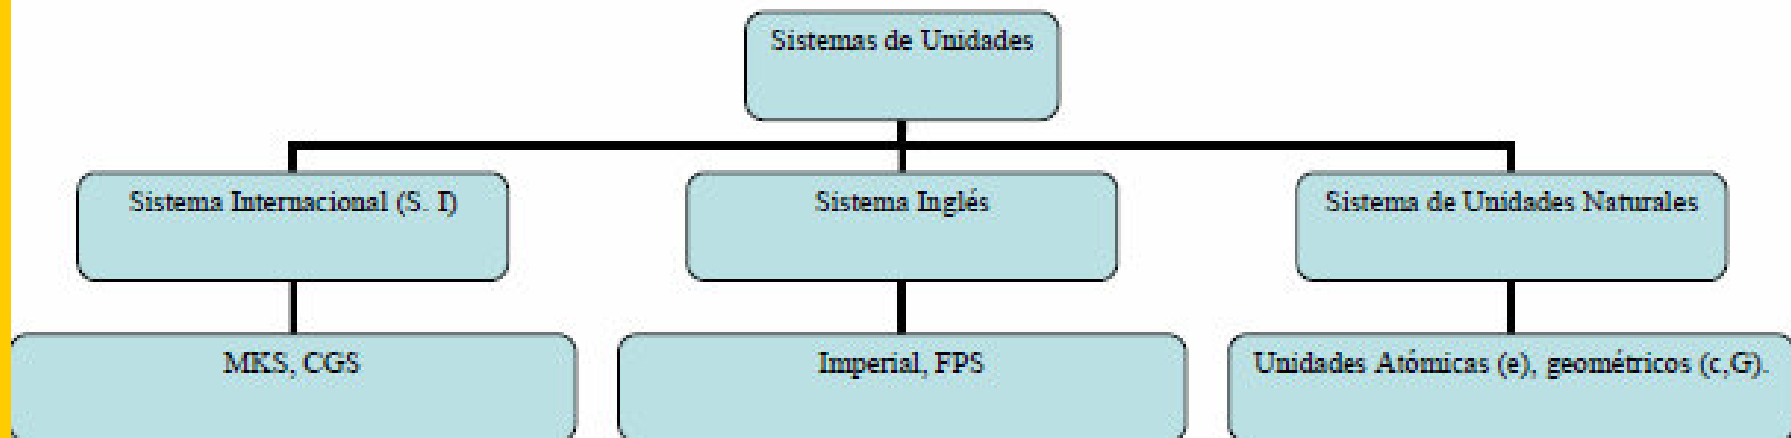 Sistemas de Unidades
Sistema Internacional (S. I)
Sistema Inglés
Sistema de Unidades Naturales
MKS, CGS
Imperial, FPS
Unidades Atómicas (e), geométricos (c,G).